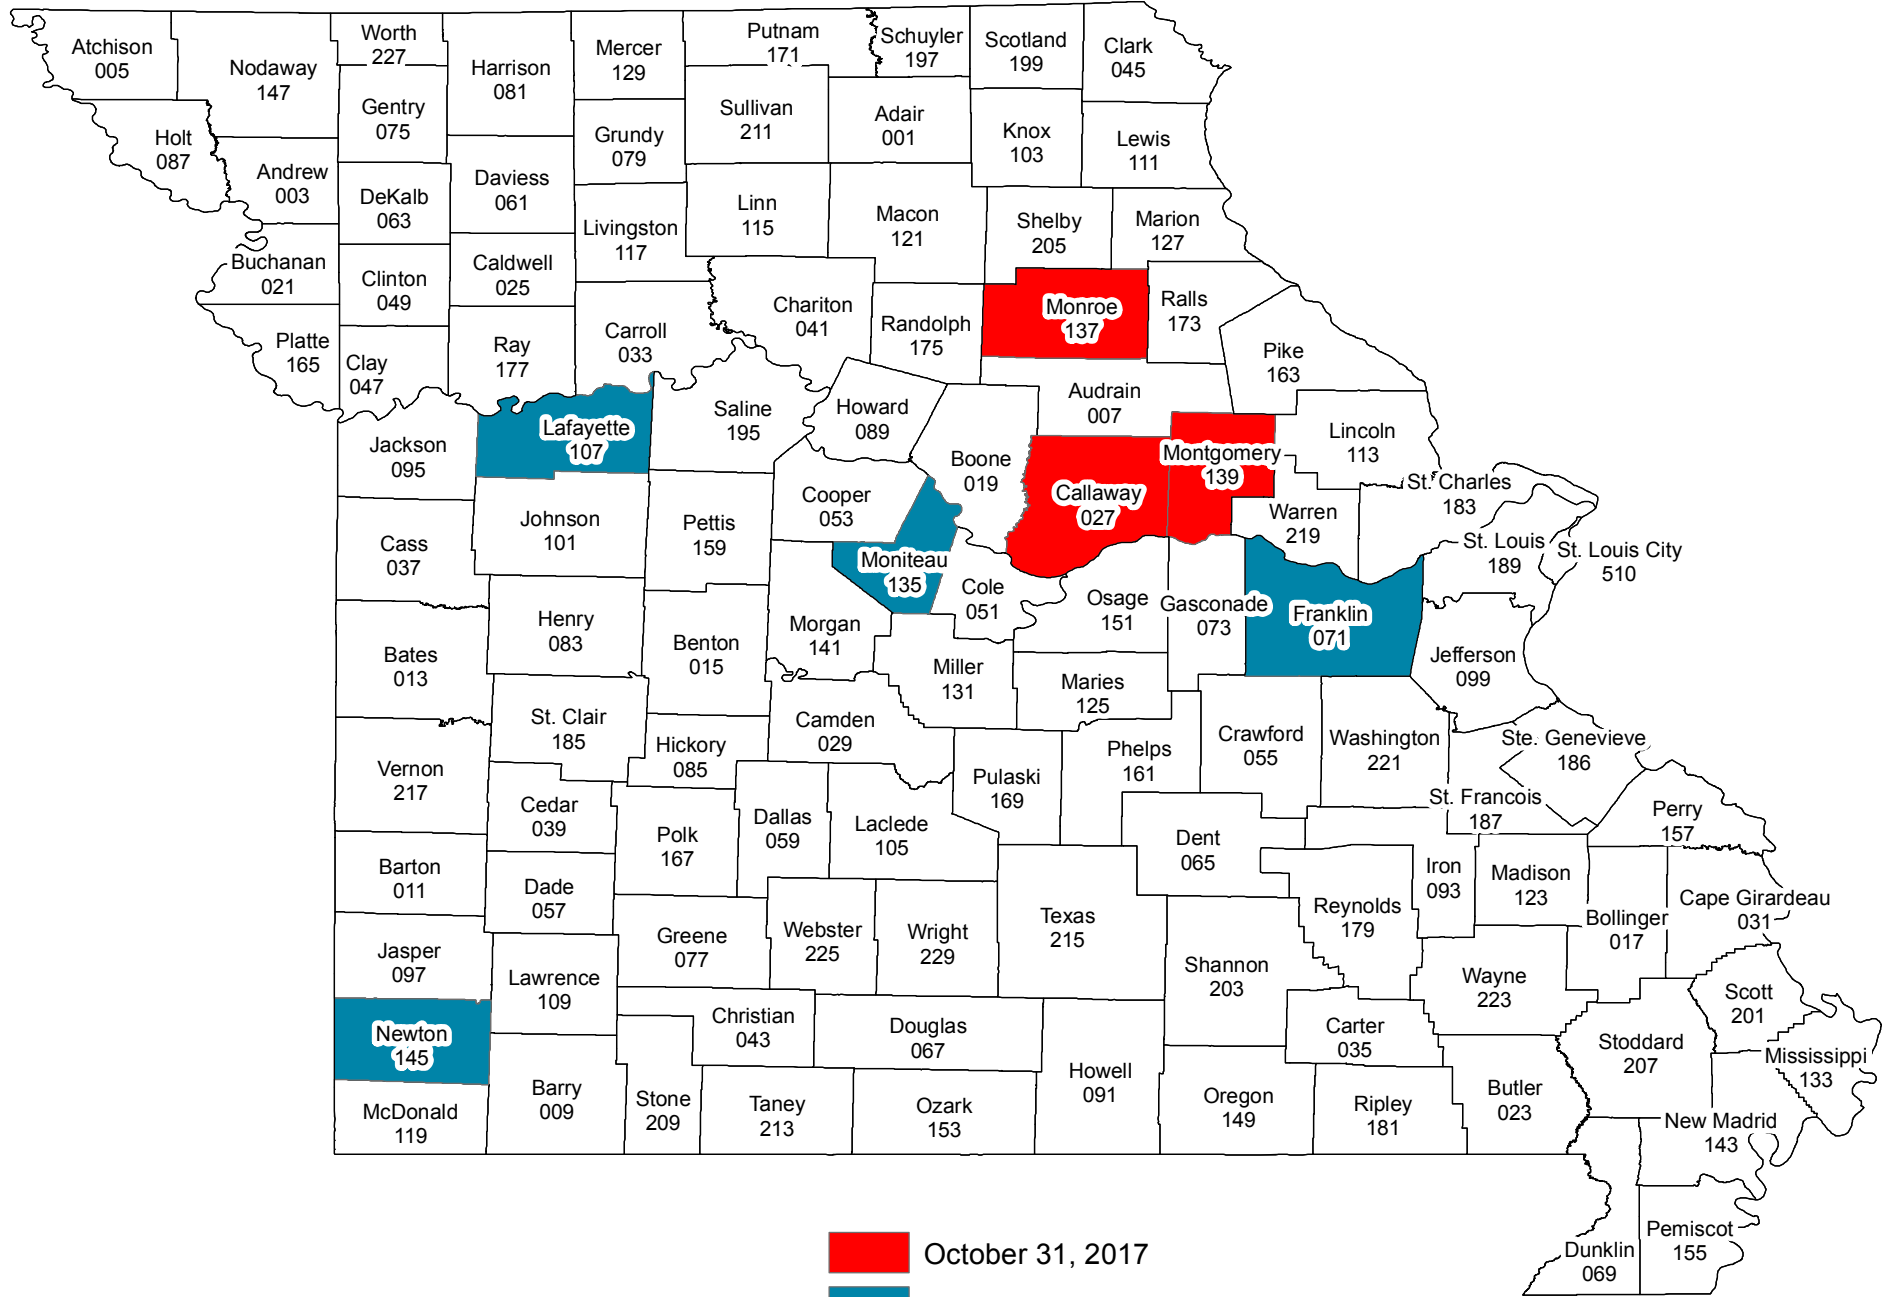 Atchison
005
Nodaway
147
Worth
227
Harrison
081
Mercer
129
Putnam
171
Schuyler
197
Scotland
199
Clark
045
Gentry
075
Sullivan
211
Adair
001
Grundy
079
Knox
103
Lewis
111
Holt
087
Andrew
003
DeKalb
063
Daviess
061
Livingston
117
Linn
115
Macon
121
Shelby
205
Marion
127
Buchanan
021
Clinton
049
Caldwell
025
Chariton
041
Randolph
175
Monroe
137
Ralls
173
Platte
165
Clay
047
Ray
177
Carroll
033
Pike
163
Audrain
007
Saline
195
Howard
089
Lafayette
107
Jackson
095
Boone
019
Callaway
027
Montgomery
139
Lincoln
113
St. Charles
183
Cooper
053
Warren
219
Johnson
101
Pettis
159
Cass
037
Moniteau
135
Cole
051
Osage
151
Gasconade
073
Franklin
071
St. Louis
189
St. Louis City
510
Henry
083
Morgan
141
Benton
015
Bates
013
Miller
131
Maries
125
Jefferson
099
St. Clair
185
Hickory
085
Camden
029
Phelps
161
Crawford
055
Washington
221
Ste. Genevieve
186
Vernon
217
Pulaski
169
Cedar
039
Polk
167
Dallas
059
Laclede
105
Dent
065
St. Francois
187
Perry
157
Barton
011
Dade
057
Iron
093
Madison
123
Texas
215
Reynolds
179
Bollinger
017
Cape Girardeau
031
Jasper
097
Greene
077
Webster
225
Wright
229
Lawrence
109
Shannon
203
Wayne
223
Scott
201
Newton
145
Christian
043
Douglas
067
Carter
035
Stoddard
207
Mississippi
133
Howell
091
Barry
009
Stone
209
Taney
213
Ozark
153
Oregon
149
Ripley
181
Butler
023
McDonald
119
New Madrid
143
Pemiscot
155
Dunklin
069
October 31, 2017